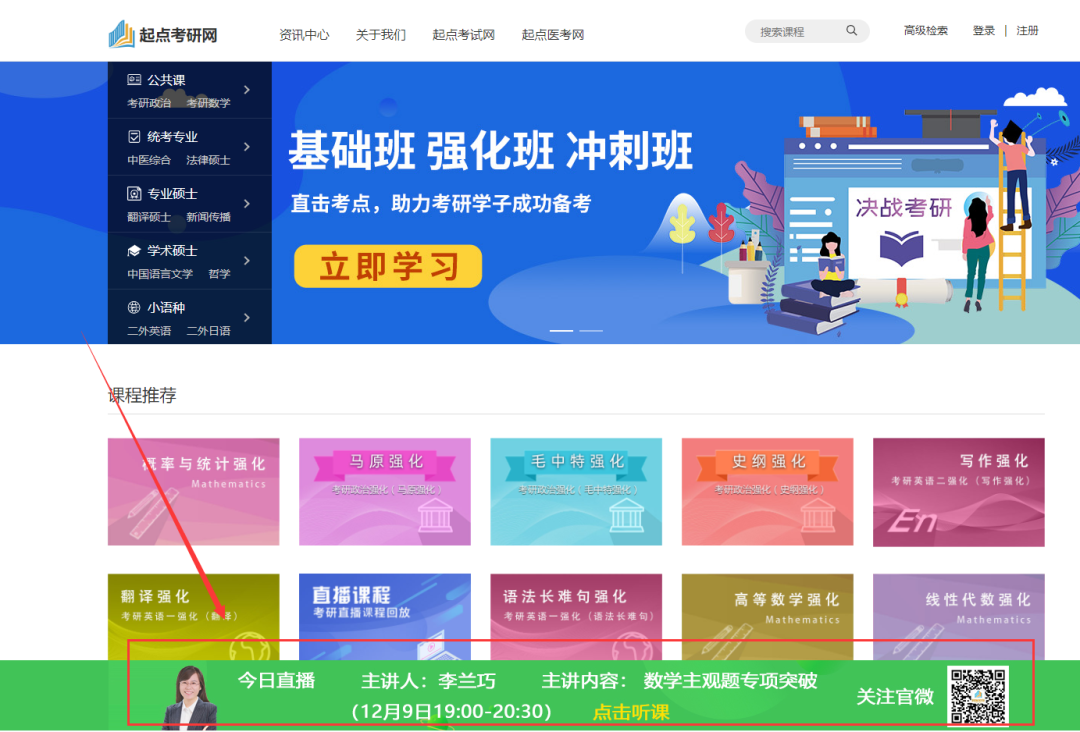 起点考研网
资讯中心 关于我们 起点考试网 起点医考网
搜索课程
高级检索 登录 | 注册
公共课
考研政治 考研数学
统考专业
中医综合 法律硕士
专业硕士
翻译硕士 新闻传播
学术硕士
中国语言文学 哲学
小语种
二外英语 二外日语
基础班 强化班 冲刺班
直击考点，助力考研学子成功备考
立即学习
决战考研
课程推荐
概率与统计强化
Mathematics
马原强化
考研政治强化（马原强化）
毛中特强化
考研政治强化（毛中特强化）
史纲强化
考研政治强化（史纲强化）
写作强化
考研英语二强化（写作强化）
En
翻译强化
考研英语一强化（翻译）
直播课程
考研直播课程回放
语法长难句强化
考研英语一强化（语法长难句）
高等数学强化
Mathematics
线性代数强化
Mathematics
今日直播 主讲人：李兰巧 主讲内容： 数学主观题专项突破
(12月9日19:00-20:30) 点击听课
关注官微